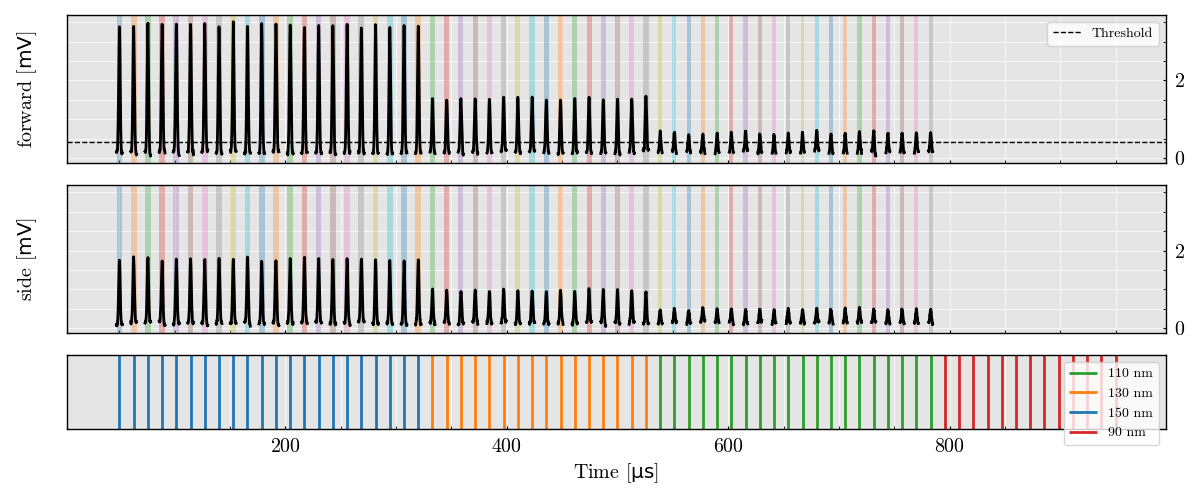 forward [mV]
Threshold
2
0
side [mV]
2
0
110 nm
130 nm
150 nm
90 nm
200 400 600 800
Time [µs]